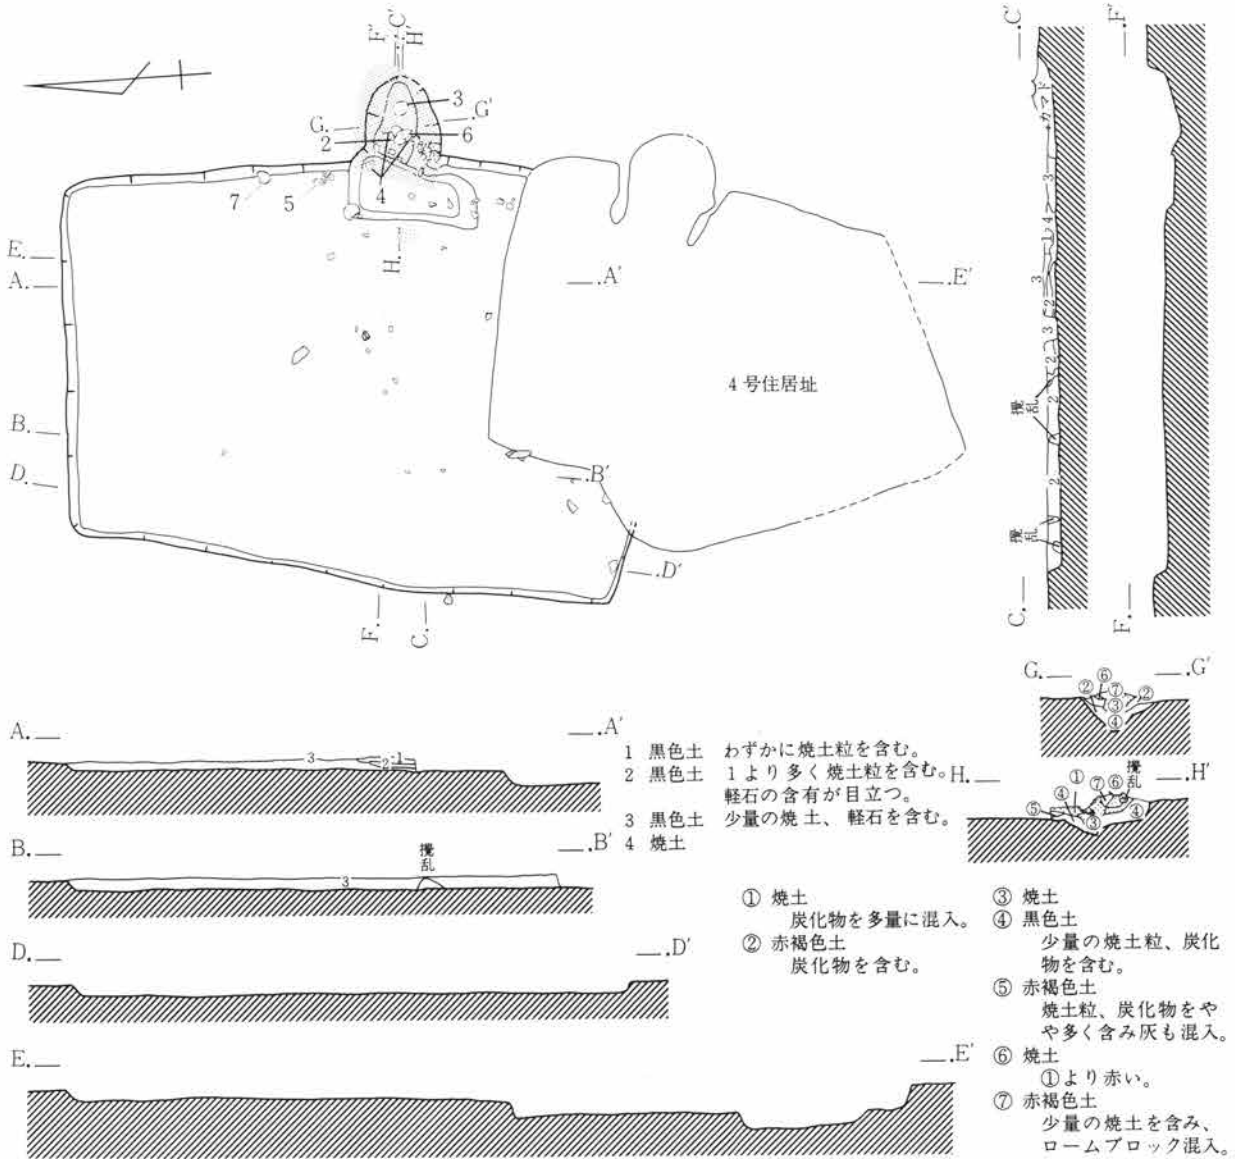 F′
C′
H′
3
G.
G′
2
6
4
7
5
H.
E.
A.
A′
E′
4号住居址
B.
B′
D.
D′
F.
C.
C′
F′
カマド
3
4
1
3
2
3
2
攪乱
2
2
攪乱
C.
F.
G.
G′
⑥
②⑦②
③
④
A.
A′
3
1
2
1 黒色土 わずかに焼土粒を含む。
2 黒色土 1より多く焼土粒を含む。
軽石の含有が目立つ。
3 黒色土 少量の焼土、軽石を含む。
4 焼土
H.
H′
①
攪乱
④⑦⑥
⑤③④
B.
B′
攪乱
3
① 焼土
炭化物を多量に混入。
② 赤褐色土
炭化物を含む。
③ 焼土
④ 黒色土
少量の焼土粒、炭化
物を含む。
⑤ 赤褐色土
焼土粒、炭化物をや
や多く含み灰も混入。
⑥ 焼土
①より赤い。
⑦ 赤褐色土
少量の焼土を含み、
ロームブロック混入。
D.
D′
E.
E′